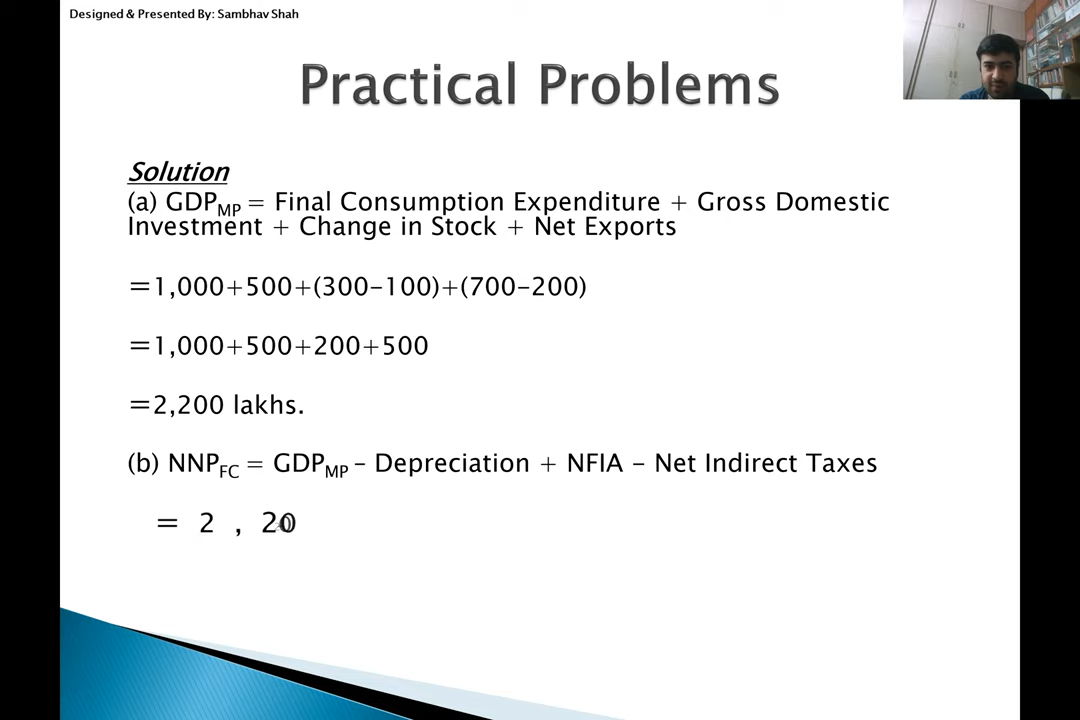 Designed & Presented By: Sambhav Shah
Practical Problems
Solution
(a) GDPMP = Final Consumption Expenditure + Gross Domestic
Investment + Change in Stock + Net Exports
=1,000+500+(300-100)+(700-200)
=1,000+500+200+500
=2,200 lakhs.
(b) NNPFC = GDPMP – Depreciation + NFIA – Net Indirect Taxes
= 2 , 20